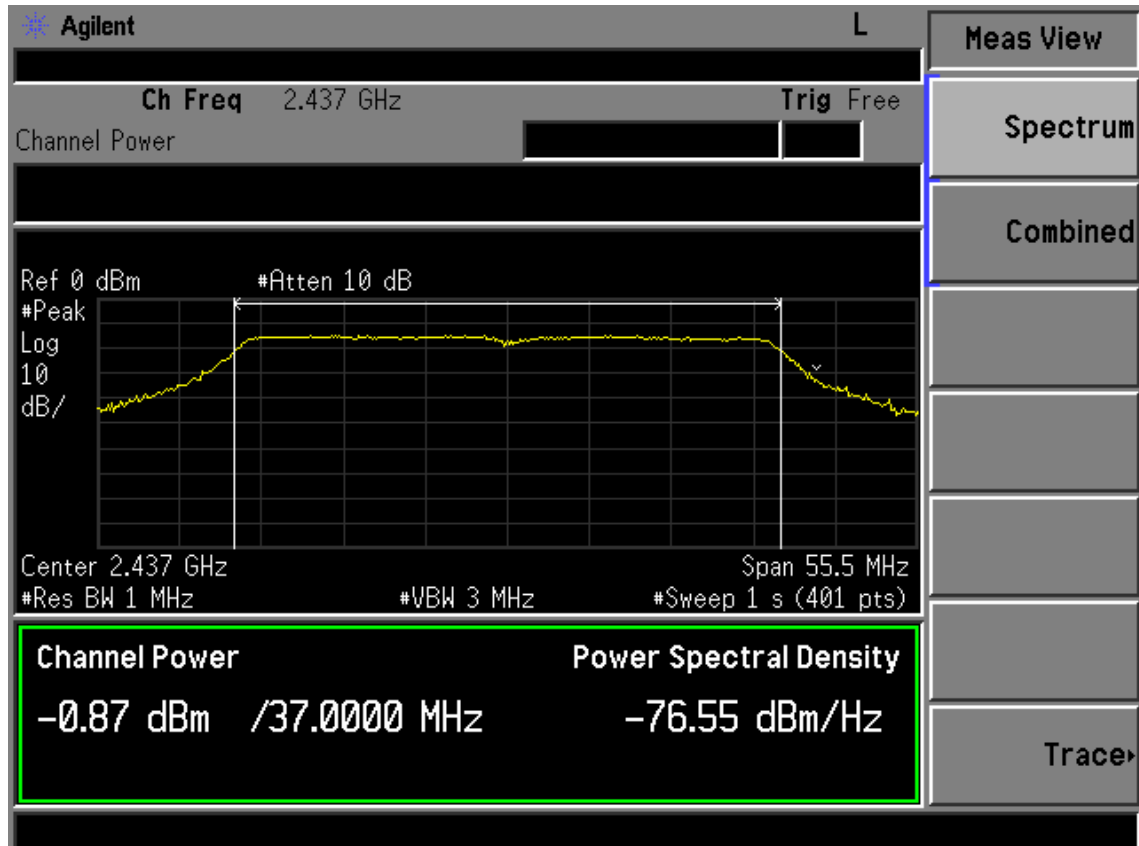 Agilent L
Meas View
Ch Freq 2.437 GHz Trig Free
Channel Power
Spectrum
Combined
Ref 0 dBm #Atten 10 dB
#Peak
Log
10
dB/
Center 2.437 GHz Span 55.5 MHz
#Res BW 1 MHz #VBW 3 MHz #Sweep 1 s (401 pts)
Channel Power Power Spectral Density
-0.87 dBm /37.0000 MHz -76.55 dBm/Hz
Trace